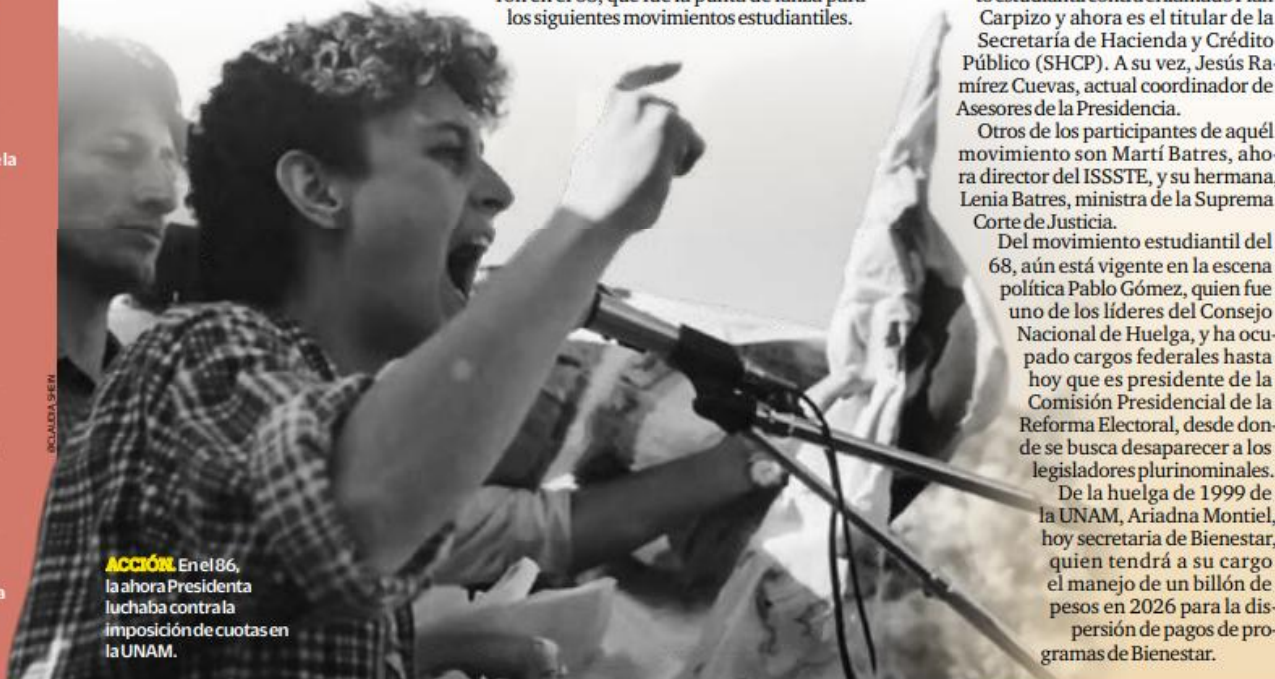 los siguientes movimientos estudiantiles.
Carpizo y ahora es el titular de la
Secretaría de Hacienda y Crédito
Público (SHCP). A su vez, Jesús Ra-
mírez Cuevas, actual coordinador de
Asesores de la Presidencia.
Otros de los participantes de aquél
movimiento son Martí Batres, aho-
ra director del ISSSTE, y su hermana,
Lenia Batres, ministra de la Suprema
Corte de Justicia.
Del movimiento estudiantil del
68, aún está vigente en la escena
política Pablo Gómez, quien fue
uno de los líderes del Consejo
Nacional de Huelga, y ha ocu-
pado cargos federales hasta
hoy que es presidente de la
Comisión Presidencial de la
Reforma Electoral, desde don-
de se busca desaparecer a los
legisladores plurinominales.
De la huelga de 1999 de
la UNAM, Ariadna Montiel,
hoy secretaria de Bienestar,
quien tendrá a su cargo
el manejo de un billón de
pesos en 2026 para la dis-
persión de pagos de pro-
gramas de Bienestar.
la
@CLAUDIA SHEIN
ACCIÓN. En el 86,
la ahora Presidenta
luchaba contra la
imposición de cuotas en
la UNAM.
a